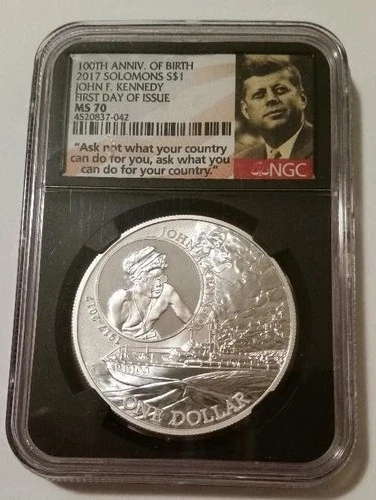 100TH ANNIV. OF BIRTH
2017 SOLOMONS S$1
JOHN F. KENNEDY
FIRST DAY OF ISSUE
MS 70
4520837-042
"Ask not what your country
can do for you, ask what you
can do for your country."
NGC
JOHN
1917-2017
ONE DOLLAR